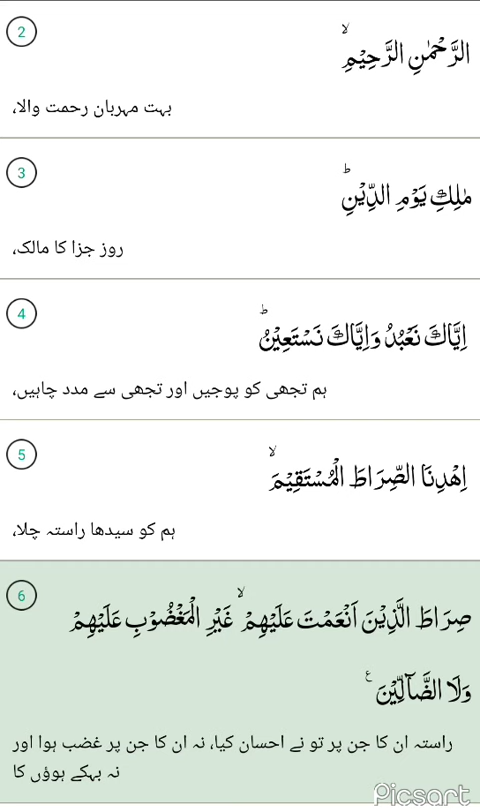 2
الرَّحْمٰنِ الرَّحِیْمِۙ
بہت مہربان رحمت والا،
3
مٰلِكِ یَوْمِ الدِّیْنِؕ
روز جزا کا مالک،
4
اِیَّاكَ نَعْبُدُ وَ اِیَّاكَ نَسْتَعِیْنُؕ
ہم تجھی کو پوجیں اور تجھی سے مدد چاہیں،
5
اِهْدِنَا الصِّرَاطَ الْمُسْتَقِیْمَۙ
ہم کو سیدھا راستہ چلا،
6
صِرَاطَ الَّذِیْنَ اَنْعَمْتَ عَلَیْهِمْ ۙ غَیْرِ الْمَغْضُوْبِ عَلَیْهِمْ
وَلَا الضَّآلِّیْنَ۠
راستہ ان کا جن پر تو نے احسان کیا، نہ ان کا جن پر غضب ہوا اور
نہ بہکے ہوؤں کا
Picsart